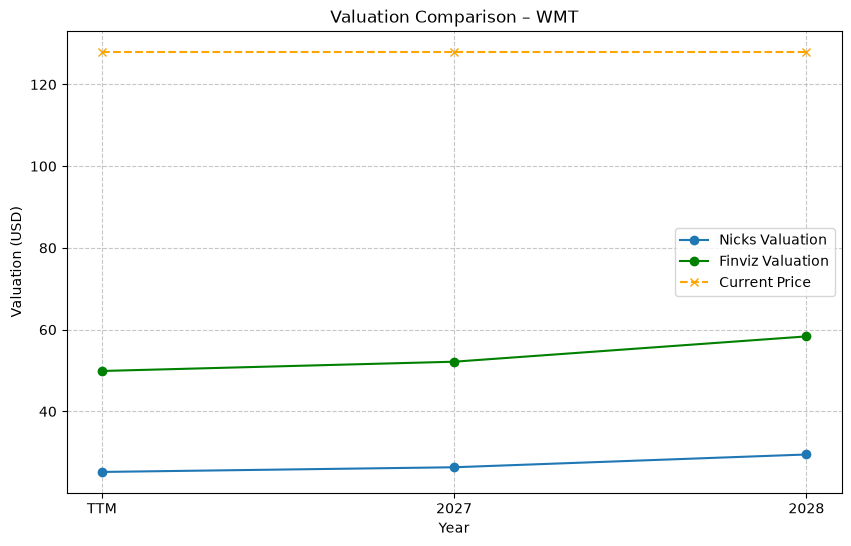 Valuation Comparison – WMT
Valuation (USD)
120
100
80
60
40
Nicks Valuation
Finviz Valuation
Current Price
TTM
2027
2028
Year